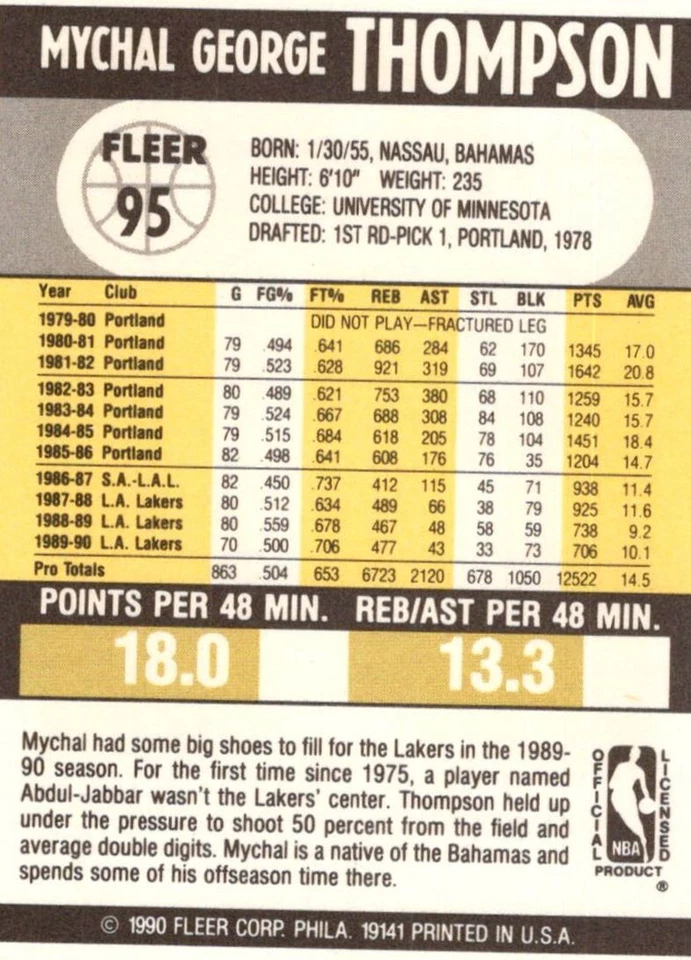 MYCHAL GEORGE THOMPSON
FLEER
95
BORN: 1/30/55, NASSAU, BAHAMAS
HEIGHT: 6'10" WEIGHT: 235
COLLEGE: UNIVERSITY OF MINNESOTA
DRAFTED: 1ST RD-PICK 1, PORTLAND, 1978
Year Club G FG% FT% REB AST STL BLK PTS AVG
1979-80 Portland DID NOT PLAY—FRACTURED LEG
1980-81 Portland 79 .494 .641 686 284 62 170 1345 17.0
1981-82 Portland 79 .523 .628 921 319 69 107 1642 20.8
1982-83 Portland 80 .489 .621 753 380 68 110 1259 15.7
1983-84 Portland 79 .524 .667 688 308 84 108 1240 15.7
1984-85 Portland 79 .515 .684 618 205 78 104 1451 18.4
1985-86 Portland 82 .498 .641 608 176 76 35 1204 14.7
1986-87 S.A.-L.A.L. 82 .450 .737 412 115 45 71 938 11.4
1987-88 L.A. Lakers 80 .512 .634 489 66 38 79 925 11.6
1988-89 L.A. Lakers 80 .559 .678 467 48 58 59 738 9.2
1989-90 L.A. Lakers 70 .500 .706 477 43 33 73 706 10.1
Pro Totals 863 .504 653 6723 2120 678 1050 12522 14.5
POINTS PER 48 MIN. REB/AST PER 48 MIN.
18.0 13.3
Mychal had some big shoes to fill for the Lakers in the 1989-
90 season. For the first time since 1975, a player named
Abdul-Jabbar wasn't the Lakers' center. Thompson held up
under the pressure to shoot 50 percent from the field and
average double digits. Mychal is a native of the Bahamas and
spends some of his offseason time there.
OFFICIAL
LICENSED
NBA
PRODUCT
®
© 1990 FLEER CORP. PHILA. 19141 PRINTED IN U.S.A.